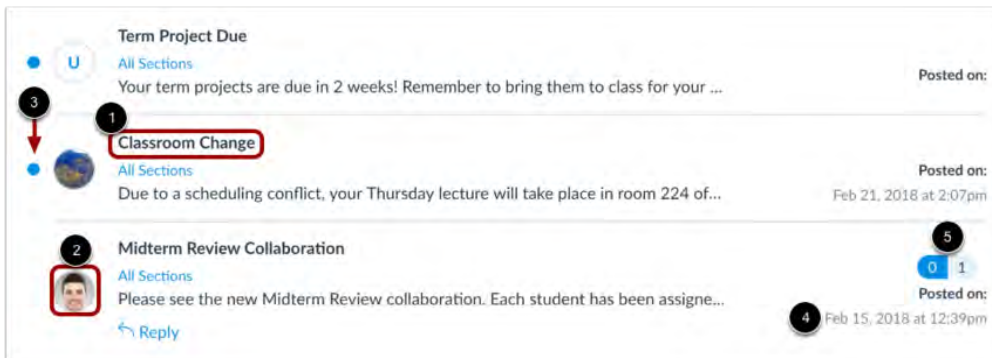 Term Project Due
U
All Sections
Your term projects are due in 2 weeks! Remember to bring them to class for your ...
Posted on:
3
1
Classroom Change
All Sections
Posted on:
Due to a scheduling conflict, your Thursday lecture will take place in room 224 of...
Feb 21, 2018 at 2:07pm
2
Midterm Review Collaboration
5
All Sections
0 1
Please see the new Midterm Review collaboration. Each student has been assigne...
Posted on:
4
Feb 15, 2018 at 12:39pm
Reply